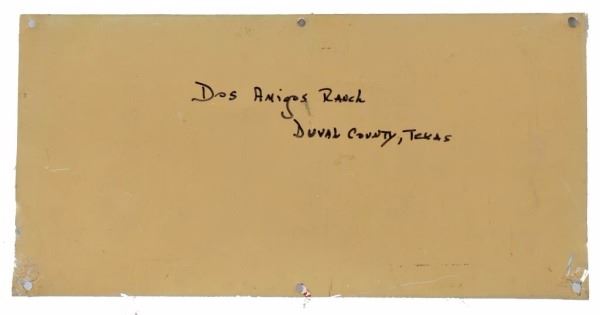 Dos Amigos Ranch
Duval County, Texas